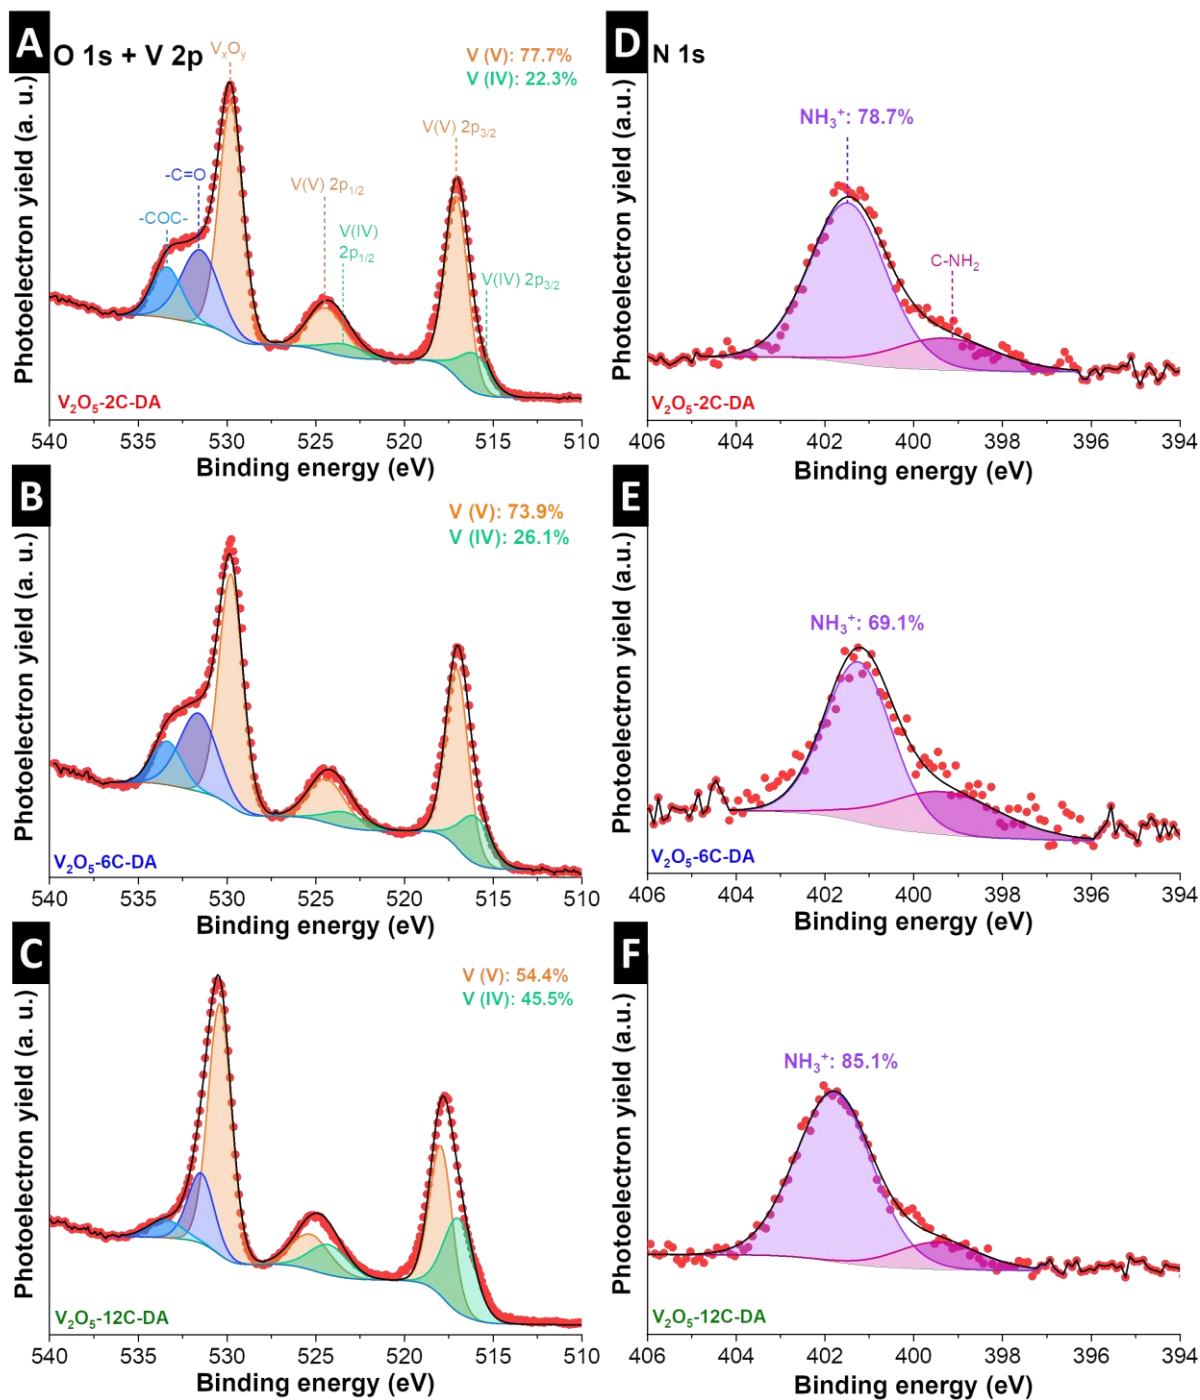 A
O 1s + V 2p
VₓOᵧ
V (V): 77.7%
V (IV): 22.3%
V(V) 2p₃/₂
-C=O
V(V) 2p₁/₂
-COC-
V(IV)
2p₁/₂
V(IV) 2p₃/₂
Photoelectron yield (a. u.)
V₂O₅-2C-DA
540 535 530 525 520 515 510
Binding energy (eV)
D
N 1s
NH₃⁺: 78.7%
C-NH₂
Photoelectron yield (a.u.)
V₂O₅-2C-DA
406 404 402 400 398 396 394
Binding energy (eV)
B
V (V): 73.9%
V (IV): 26.1%
Photoelectron yield (a. u.)
V₂O₅-6C-DA
540 535 530 525 520 515 510
Binding energy (eV)
E
NH₃⁺: 69.1%
Photoelectron yield (a.u.)
V₂O₅-6C-DA
406 404 402 400 398 396 394
Binding energy (eV)
C
V (V): 54.4%
V (IV): 45.5%
Photoelectron yield (a. u.)
V₂O₅-12C-DA
540 535 530 525 520 515 510
Binding energy (eV)
F
NH₃⁺: 85.1%
Photoelectron yield (a.u.)
V₂O₅-12C-DA
406 404 402 400 398 396 394
Binding energy (eV)